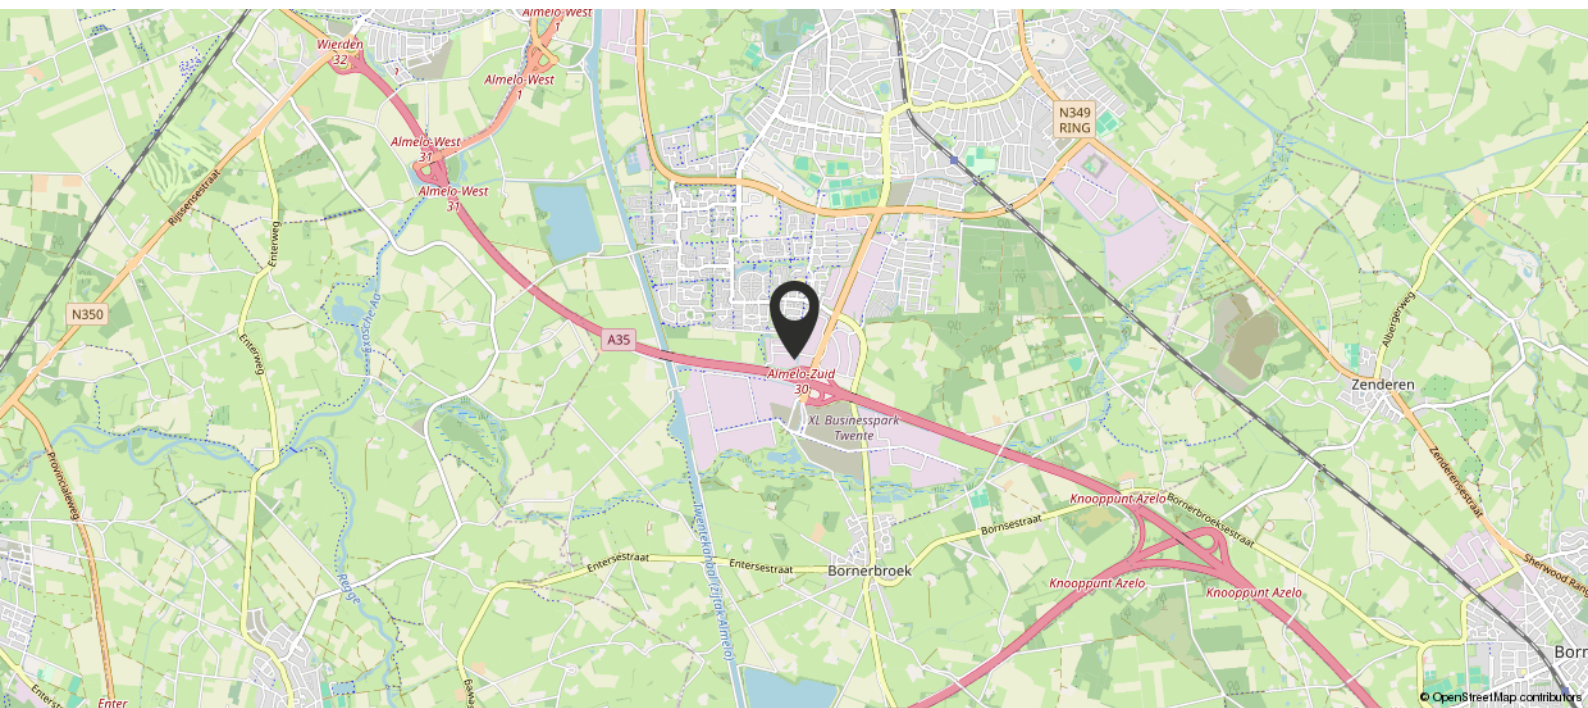 Almelo-West
1
Wierden
32
1
Almelo-West
1
N349
RING
Almelo-West
31
Almelo-West
31
Rijssensestraat
Enterweg
N350
Enterweg
A35
Albergerweg
Almelo-Zuid
30
Zenderen
XL Businesspark
Twente
Provincialeweg
Zenderensestraat
Knooppunt Azelo
Bornerbroeksestraat
Bornsestraat
Twentekanaal (zijtak Almelo)
Entersestraat
Entersestraat
Bornerbroek
Regge
Knooppunt Azelo
Knooppunt Azelo
Enter
© OpenStreetMap contributors